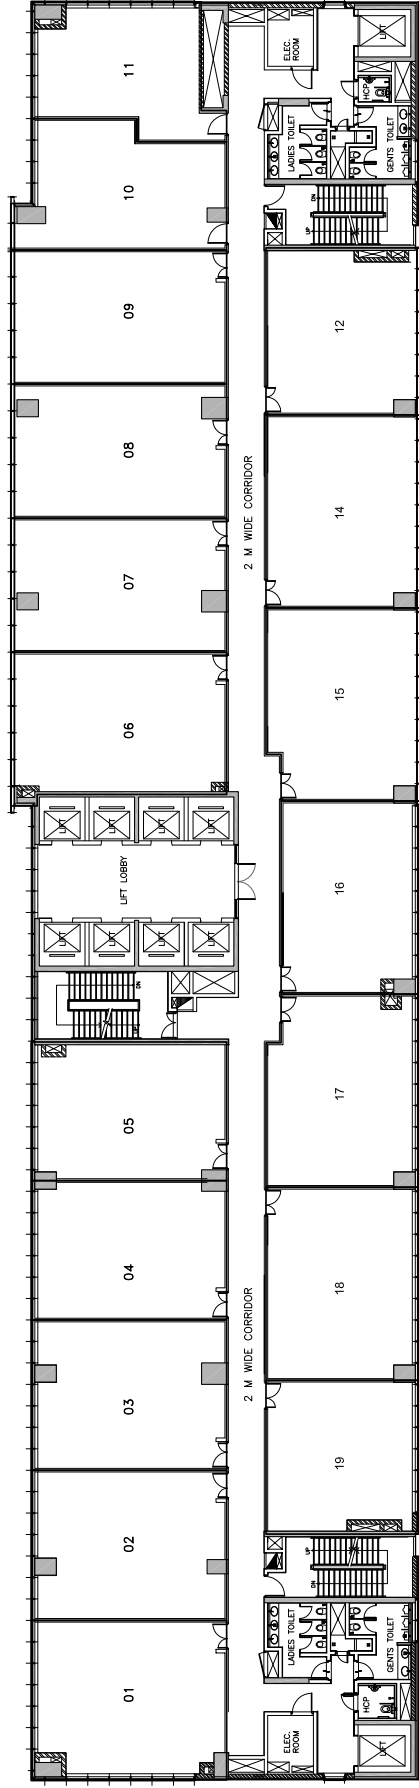 LIFT
ELEC.
ROOM
HCP
LADIES TOILET
GENTS TOILET
11
10
DN
UP
09
12
08
2 M WIDE CORRIDOR
14
07
15
06
LIFT
LIFT
LIFT
LIFT
LIFT LOBBY
16
LIFT
LIFT
LIFT
LIFT
DN
UP
17
05
04
18
2 M WIDE CORRIDOR
03
19
02
UP
DN
LADIES TOILET
GENTS TOILET
01
HCP
ELEC.
ROOM
LIFT